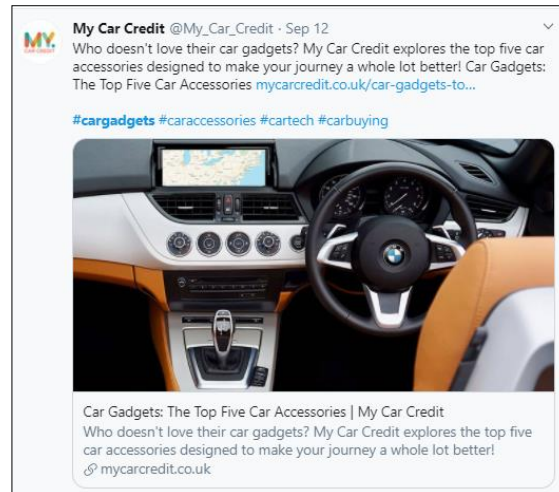 MY.
CAR CREDIT
My Car Credit @My_Car_Credit · Sep 12
Who doesn't love their car gadgets? My Car Credit explores the top five car
accessories designed to make your journey a whole lot better! Car Gadgets:
The Top Five Car Accessories mycarcredit.co.uk/car-gadgets-to...
#cargadgets #caraccessories #cartech #carbuying
Car Gadgets: The Top Five Car Accessories | My Car Credit
Who doesn't love their car gadgets? My Car Credit explores the top five
car accessories designed to make your journey a whole lot better!
mycarcredit.co.uk